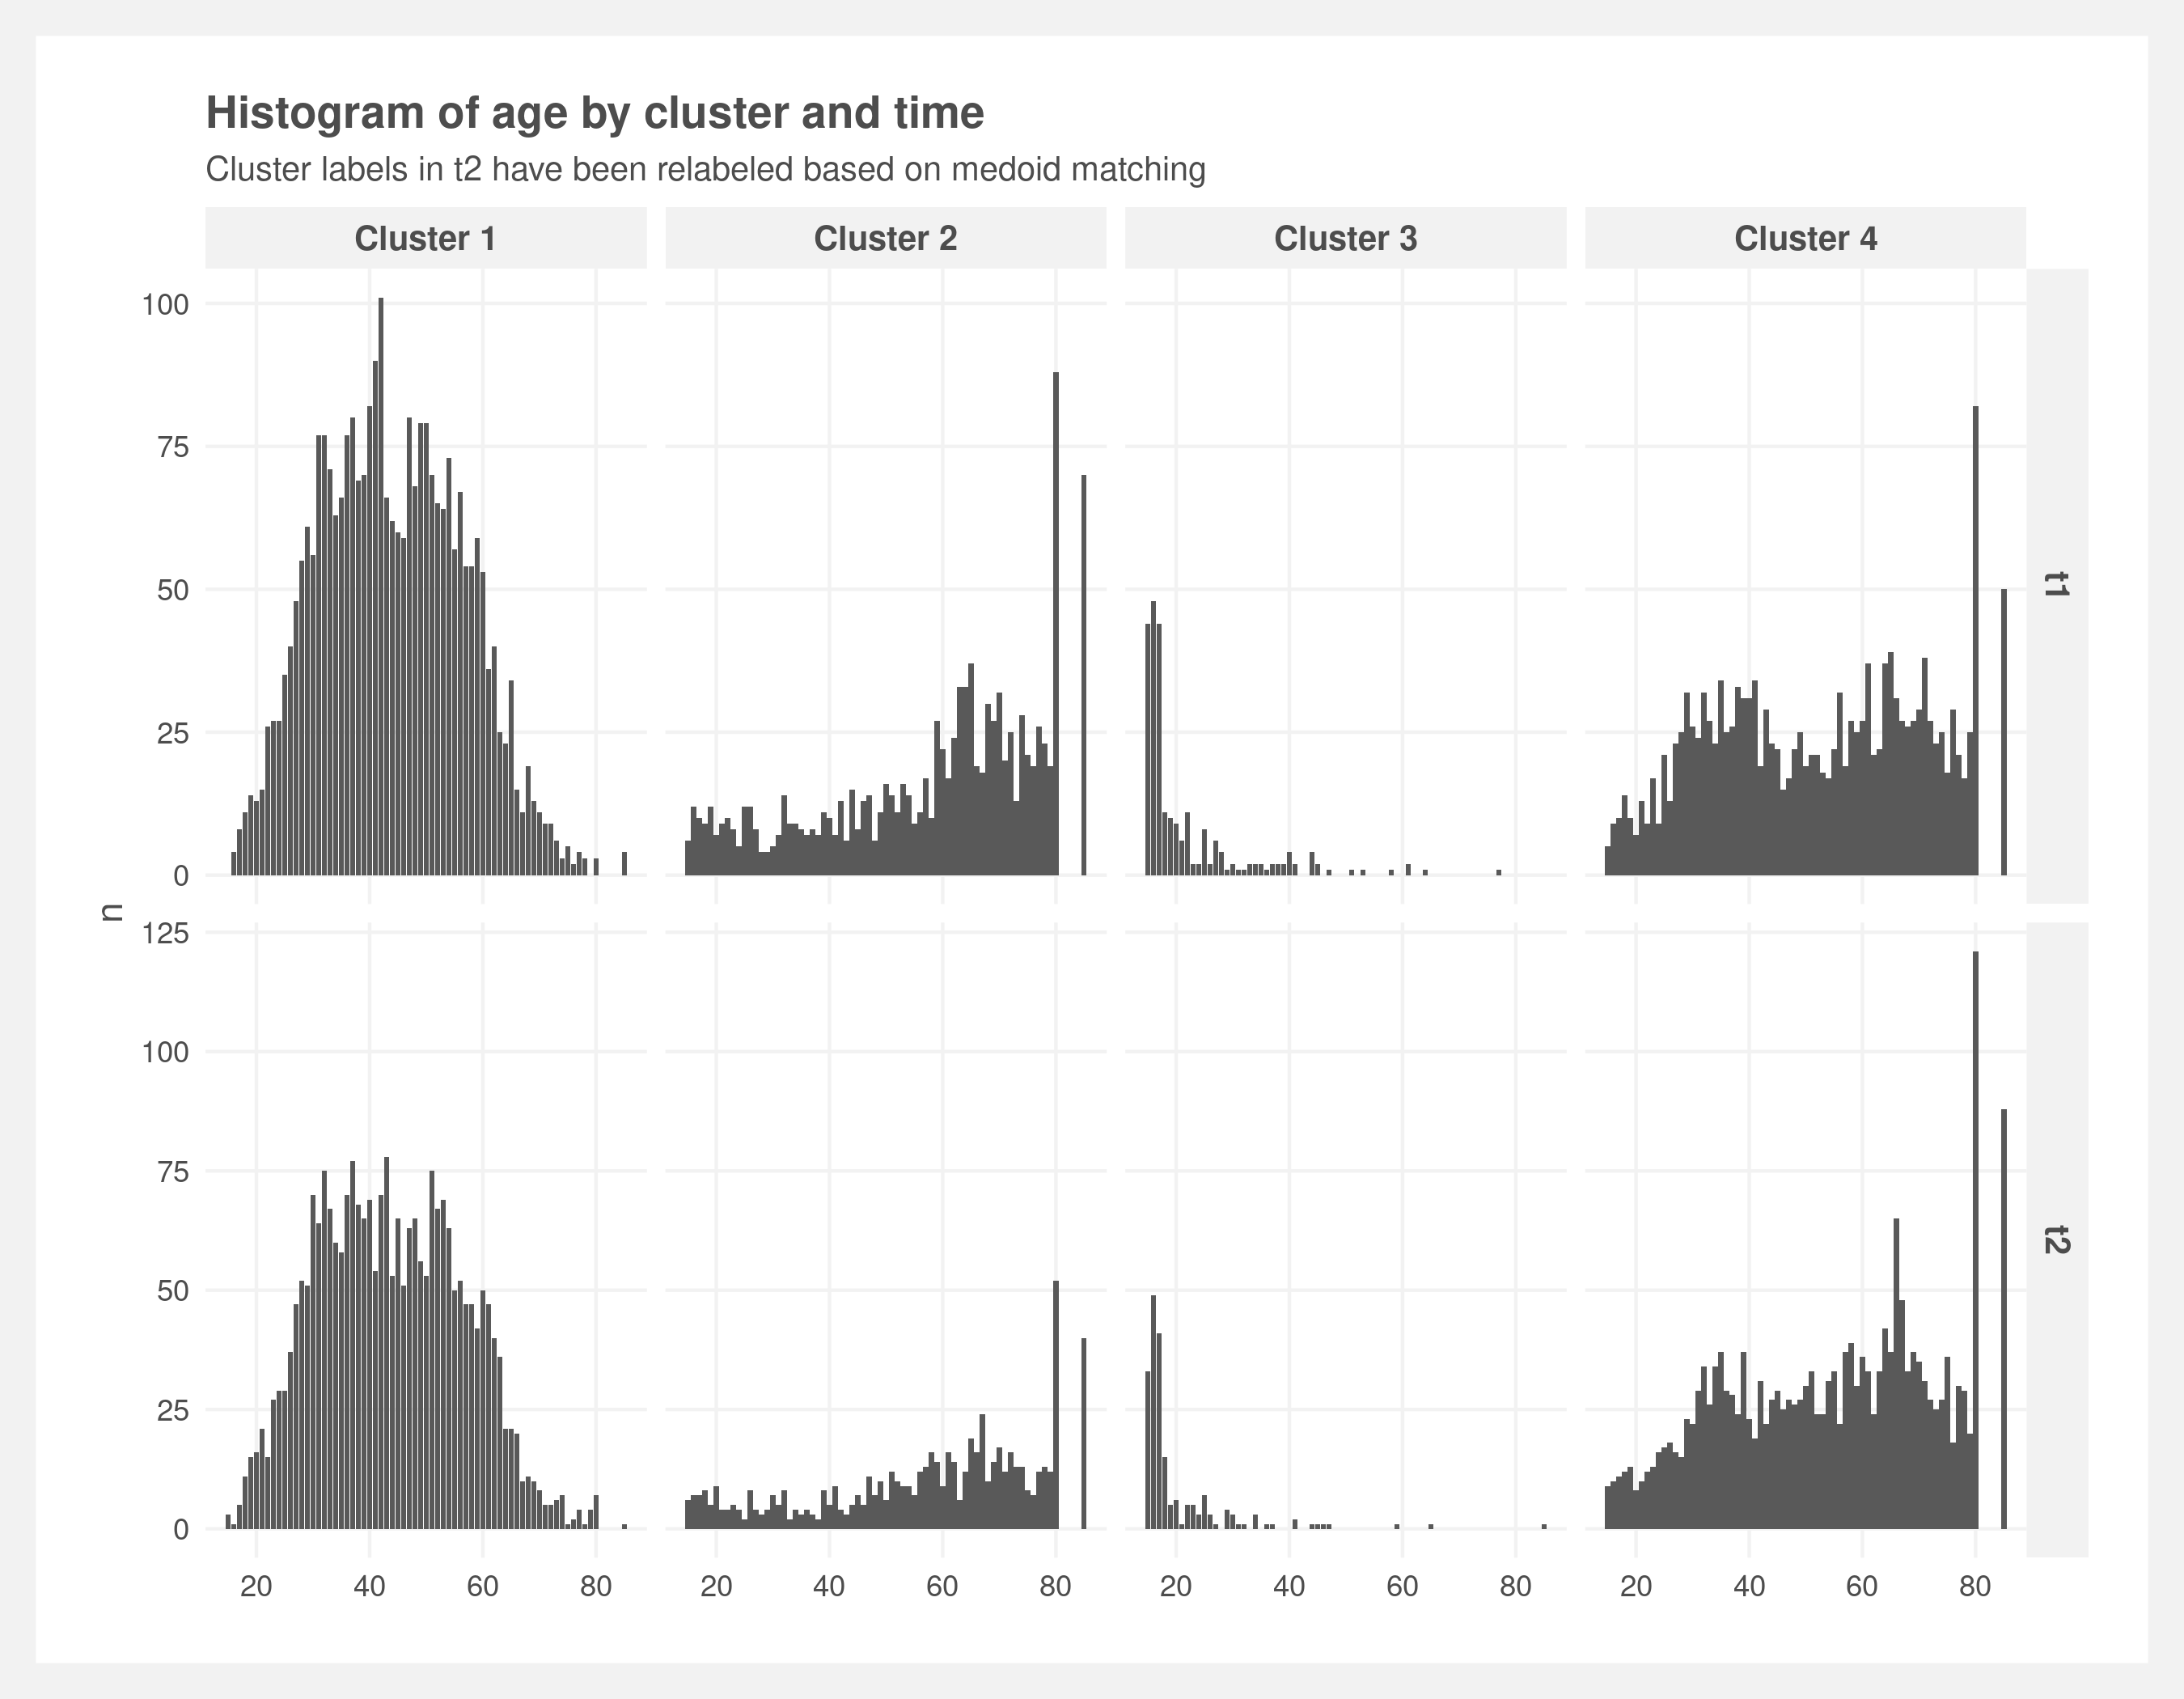 Histogram of age by cluster and time
Cluster labels in t2 have been relabeled based on medoid matching
Cluster 1 Cluster 2 Cluster 3 Cluster 4
100
75
50
25
0
t1
n
125
100
75
50
25
0
t2
20 40 60 80 20 40 60 80 20 40 60 80 20 40 60 80